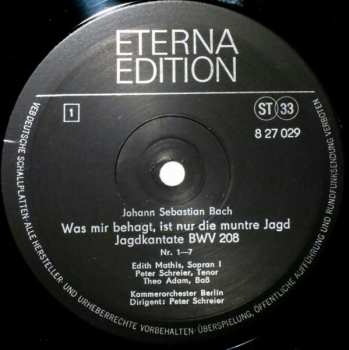 ETERNA
EDITION
1
ST 33
8 27 029
Johann Sebastian Bach
Was mir behagt, ist nur die muntre Jagd
Jagdkantate BWV 208
Nr. 1—7
Edith Mathis, Sopran I
Peter Schreier, Tenor
Theo Adam, Baß
Kammerorchester Berlin
Dirigent: Peter Schreier
VEB DEUTSCHE SCHALLPLATTEN · ALLE HERSTELLER- UND URHEBERRECHTE VORBEHALTEN · ÜBERSPIELUNG, ÖFFENTLICHE AUFFÜHRUNG UND RUNDFUNKSENDUNG VERBOTEN